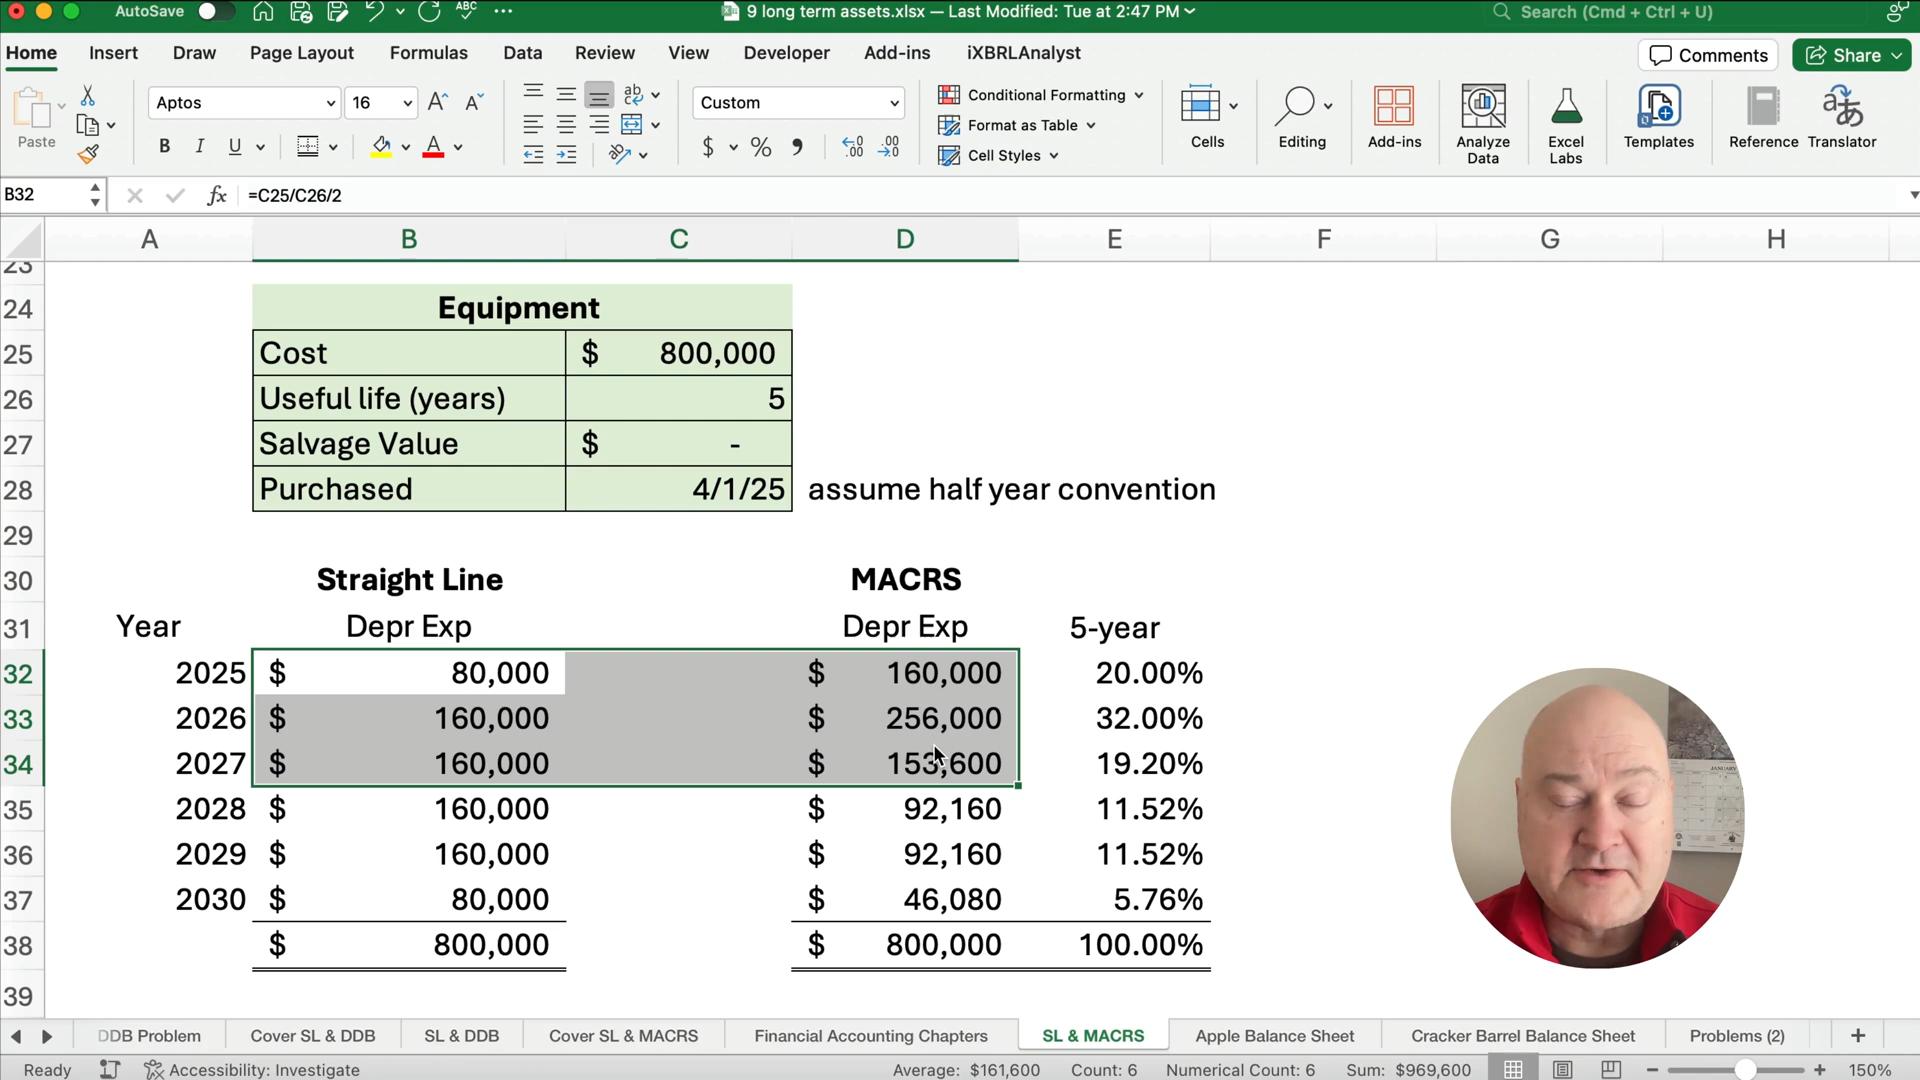 AutoSave
ABC
9 long term assets.xlsx — Last Modified: Tue at 2:47 PM
Search (Cmd + Ctrl + U)
Home Insert Draw Page Layout Formulas Data Review View Developer Add-ins iXBRLAnalyst
Comments Share
Paste
Aptos 16
B I U
Custom
$ %
Conditional Formatting
Format as Table
Cell Styles
Cells
Editing
Add-ins
Analyze Data
Excel Labs
Templates
Reference
Translator
B32 fx =C25/C26/2
A B C D E F G H
23
24 Equipment
25 Cost $ 800,000
26 Useful life (years) 5
27 Salvage Value $ -
28 Purchased 4/1/25 assume half year convention
29
30 Straight Line MACRS
31 Year Depr Exp Depr Exp 5-year
32 2025 $ 80,000 $ 160,000 20.00%
33 2026 $ 160,000 $ 256,000 32.00%
34 2027 $ 160,000 $ 153,600 19.20%
35 2028 $ 160,000 $ 92,160 11.52%
36 2029 $ 160,000 $ 92,160 11.52%
37 2030 $ 80,000 $ 46,080 5.76%
38 $ 800,000 $ 800,000 100.00%
39
DDB Problem Cover SL & DDB SL & DDB Cover SL & MACRS Financial Accounting Chapters SL & MACRS Apple Balance Sheet Cracker Barrel Balance Sheet Problems (2) +
Ready Accessibility: Investigate Average: $161,600 Count: 6 Numerical Count: 6 Sum: $969,600 150%